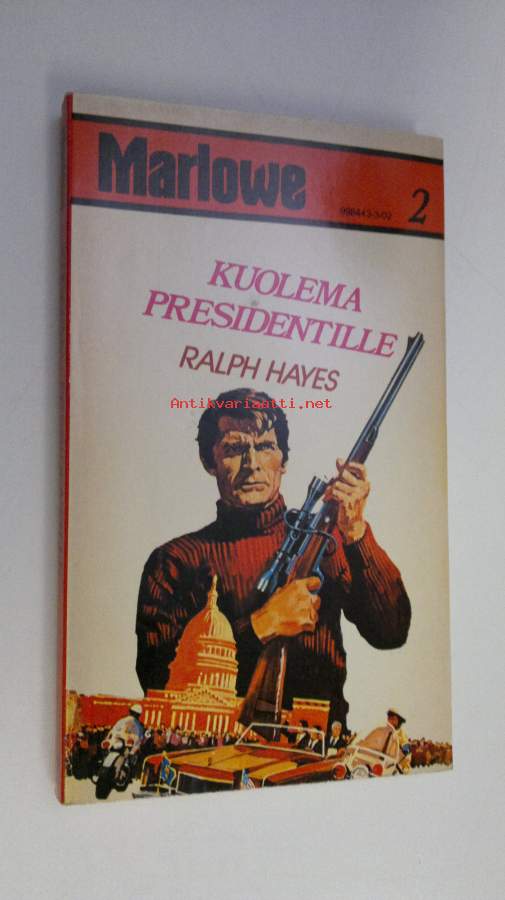 Marlowe
998443-3-02
2
KUOLEMA
PRESIDENTILLE
RALPH HAYES
Antikvariaatti.net